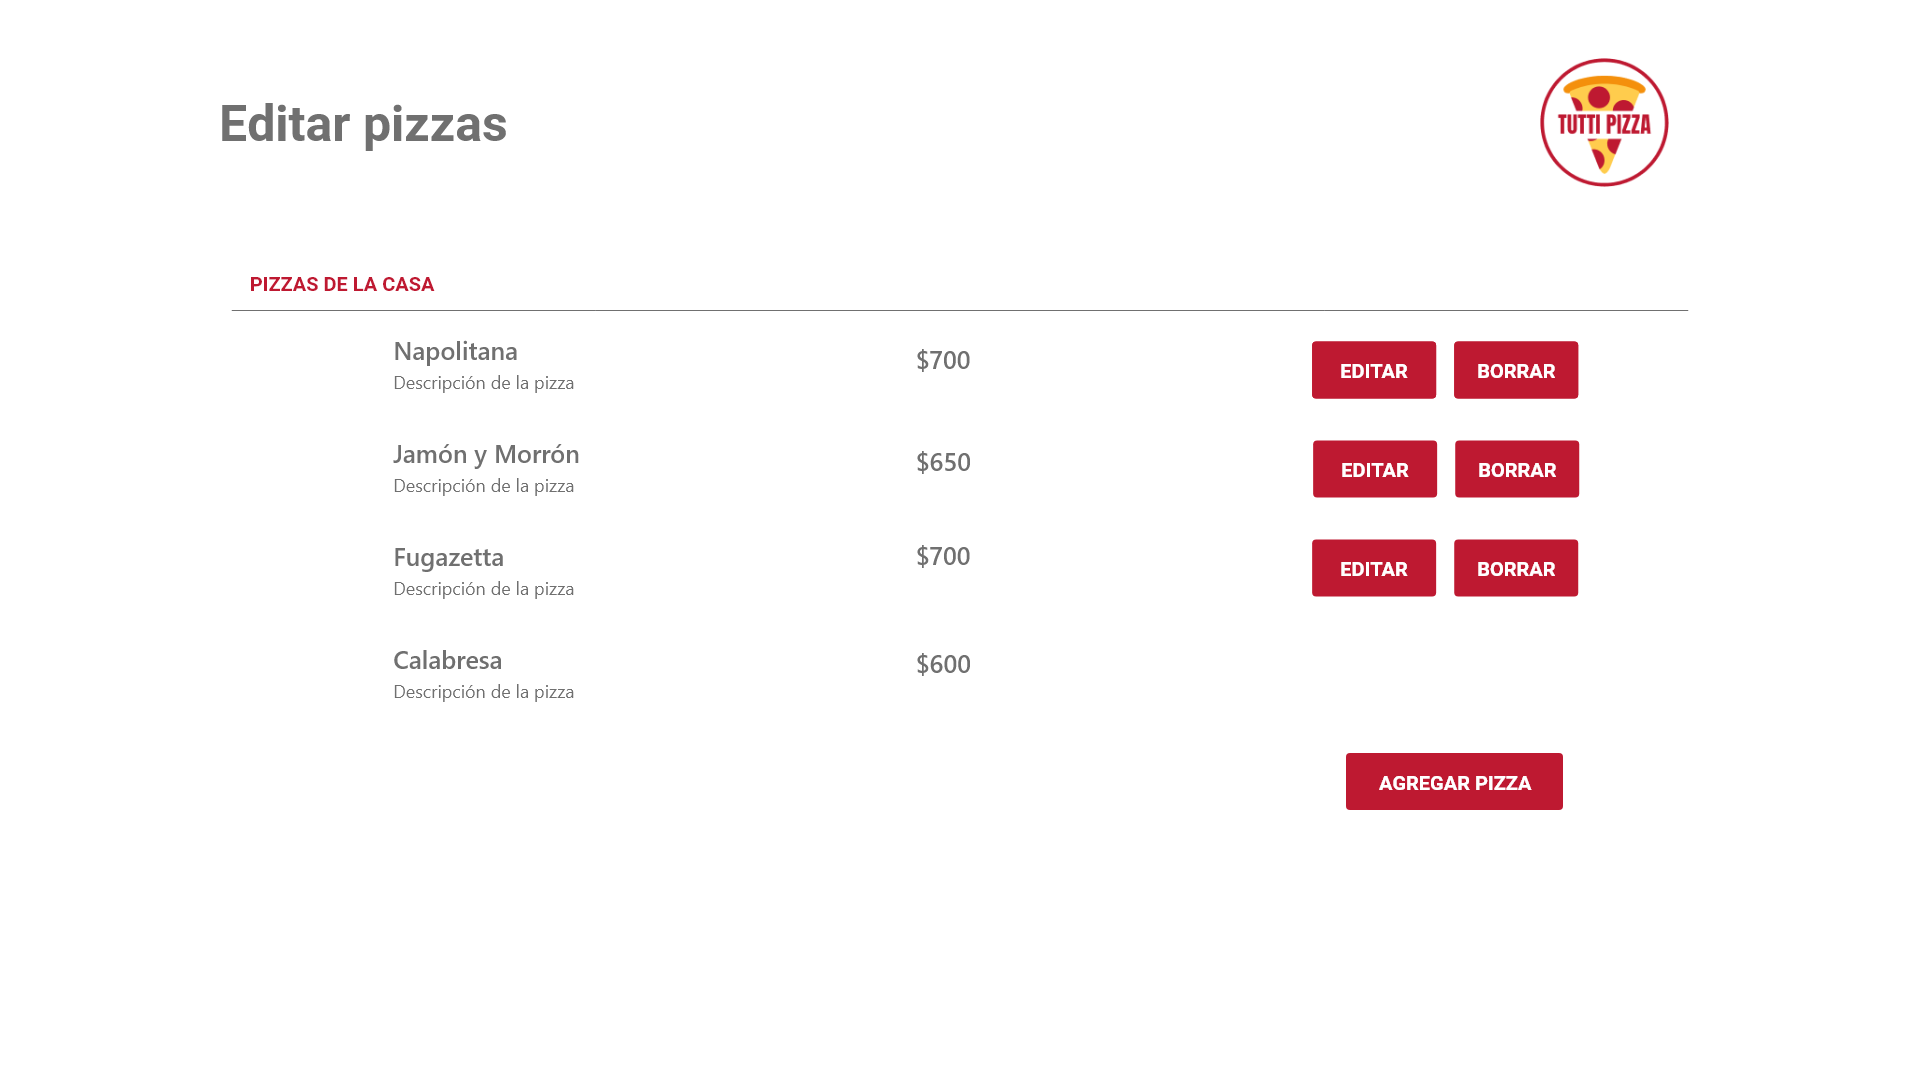 Editar pizzas
TUTTI PIZZA
PIZZAS DE LA CASA
Napolitana
Descripción de la pizza
$700
EDITAR
BORRAR
Jamón y Morrón
Descripción de la pizza
$650
EDITAR
BORRAR
Fugazetta
Descripción de la pizza
$700
EDITAR
BORRAR
Calabresa
Descripción de la pizza
$600
AGREGAR PIZZA